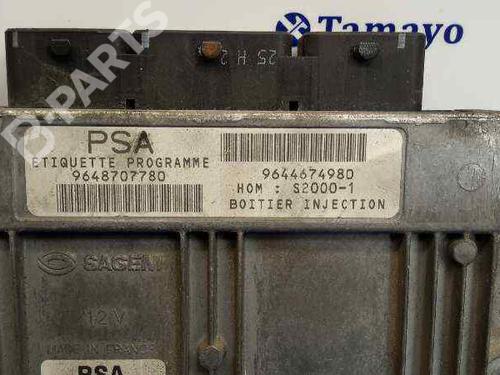 Tamayo
25 H 2
B-PARTS
PSA
ETIQUETTE PROGRAMME
9648707780
9644674980
HOM : S2000-1
BOITIER INJECTION
SAGEM
12V
MADE IN FRANCE
PSA